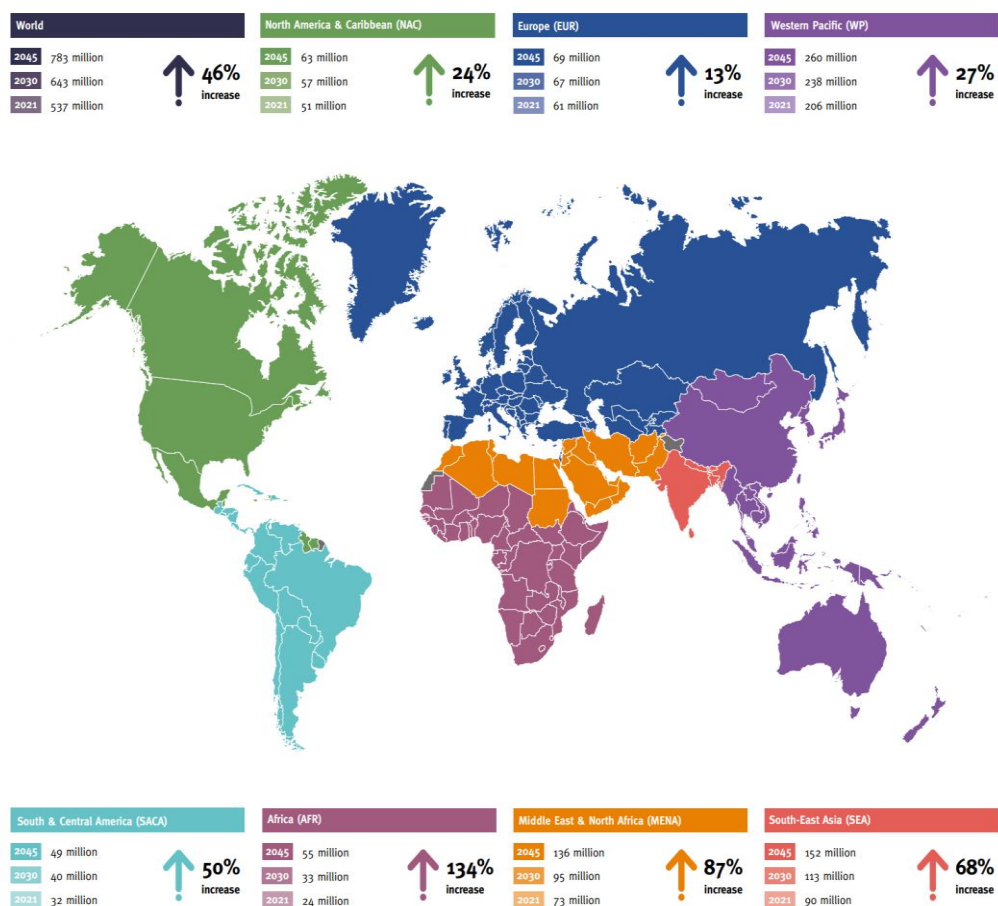 World
2045 783 million
2030 643 million
2021 537 million
46%
increase
North America & Caribbean (NAC)
2045 63 million
2030 57 million
2021 51 million
24%
increase
Europe (EUR)
2045 69 million
2030 67 million
2021 61 million
13%
increase
Western Pacific (WP)
2045 260 million
2030 238 million
2021 206 million
27%
increase
South & Central America (SACA)
2045 49 million
2030 40 million
2021 32 million
50%
increase
Africa (AFR)
2045 55 million
2030 33 million
2021 24 million
134%
increase
Middle East & North Africa (MENA)
2045 136 million
2030 95 million
2021 73 million
87%
increase
South-East Asia (SEA)
2045 152 million
2030 113 million
2021 90 million
68%
increase